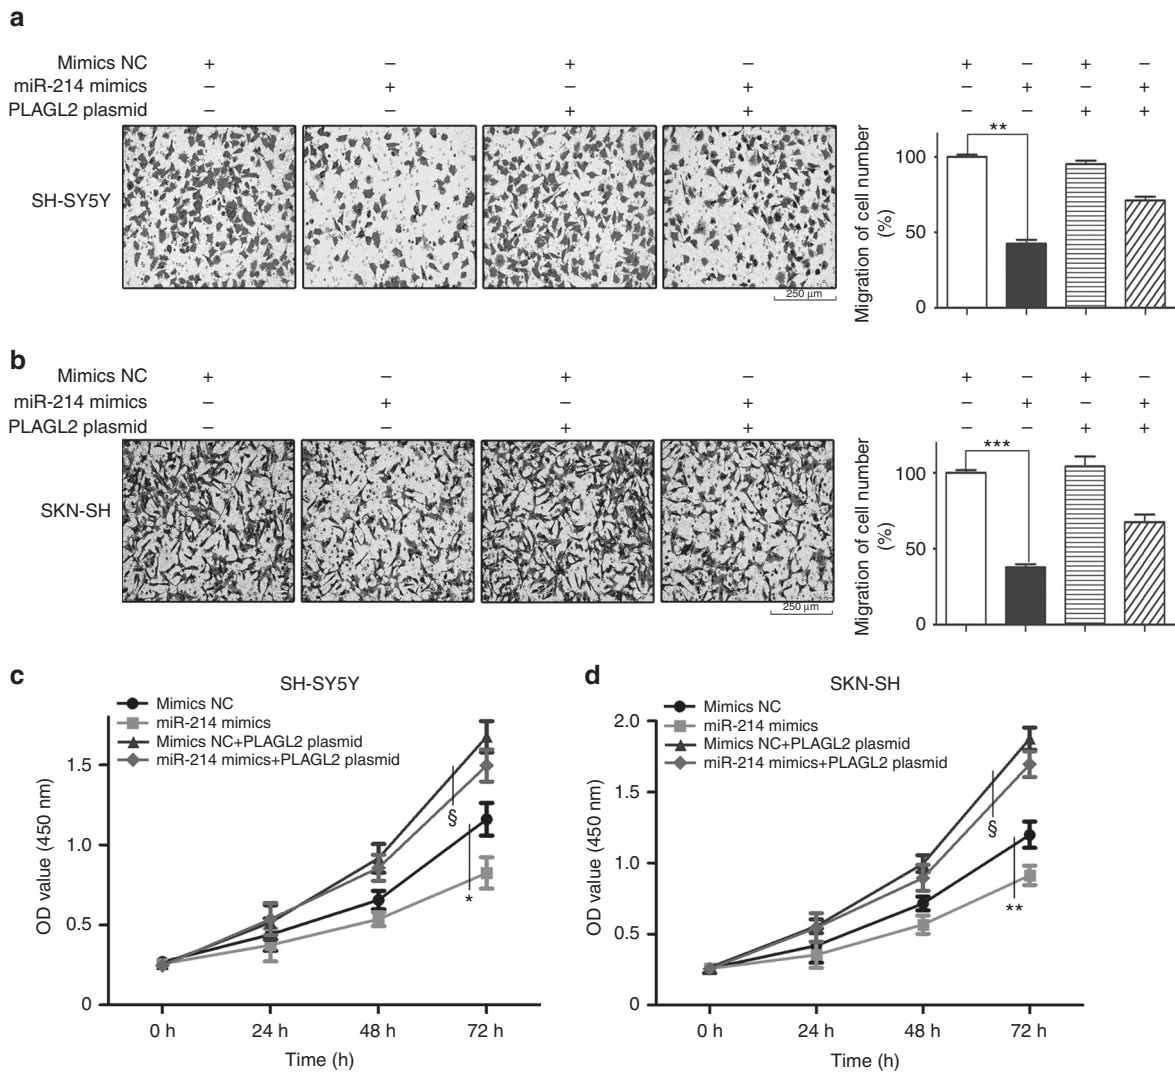 a
Mimics NC + – + – + – + –
miR-214 mimics – + – + – + – +
PLAGL2 plasmid – – + + – – + +
SH-SY5Y
250 µm
Migration of cell number
(%)
100
50
0
**
b
Mimics NC + – + – + – + –
miR-214 mimics – + – + – + – +
PLAGL2 plasmid – – + + – – + +
SKN-SH
250 µm
Migration of cell number
(%)
100
50
0
***
c
SH-SY5Y
Mimics NC
miR-214 mimics
Mimics NC+PLAGL2 plasmid
miR-214 mimics+PLAGL2 plasmid
OD value (450 nm)
1.5
1.0
0.5
0
§
*
0 h 24 h 48 h 72 h
Time (h)
d
SKN-SH
Mimics NC
miR-214 mimics
Mimics NC+PLAGL2 plasmid
miR-214 mimics+PLAGL2 plasmid
OD value (450 nm)
2.0
1.5
1.0
0.5
0
§
**
0 h 24 h 48 h 72 h
Time (h)